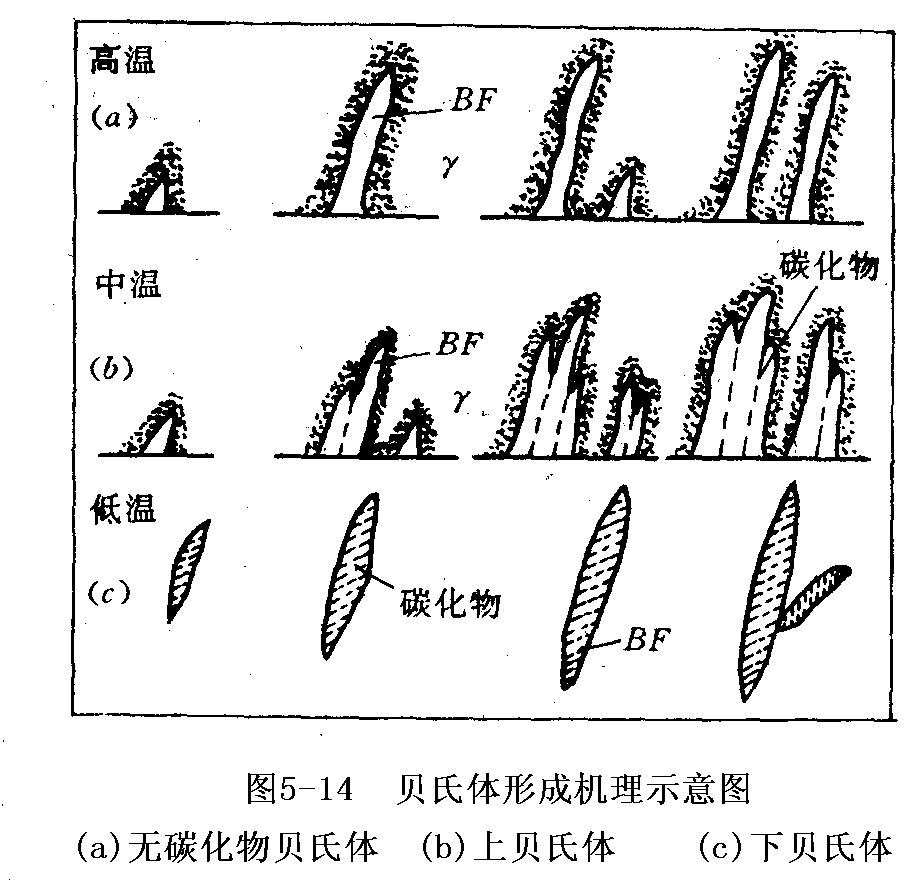 高温
(a)
BF
γ
中温
碳化物
(b)
BF
γ
低温
(c)
碳化物
BF
图5-14 贝氏体形成机理示意图
(a)无碳化物贝氏体 (b)上贝氏体 (c)下贝氏体